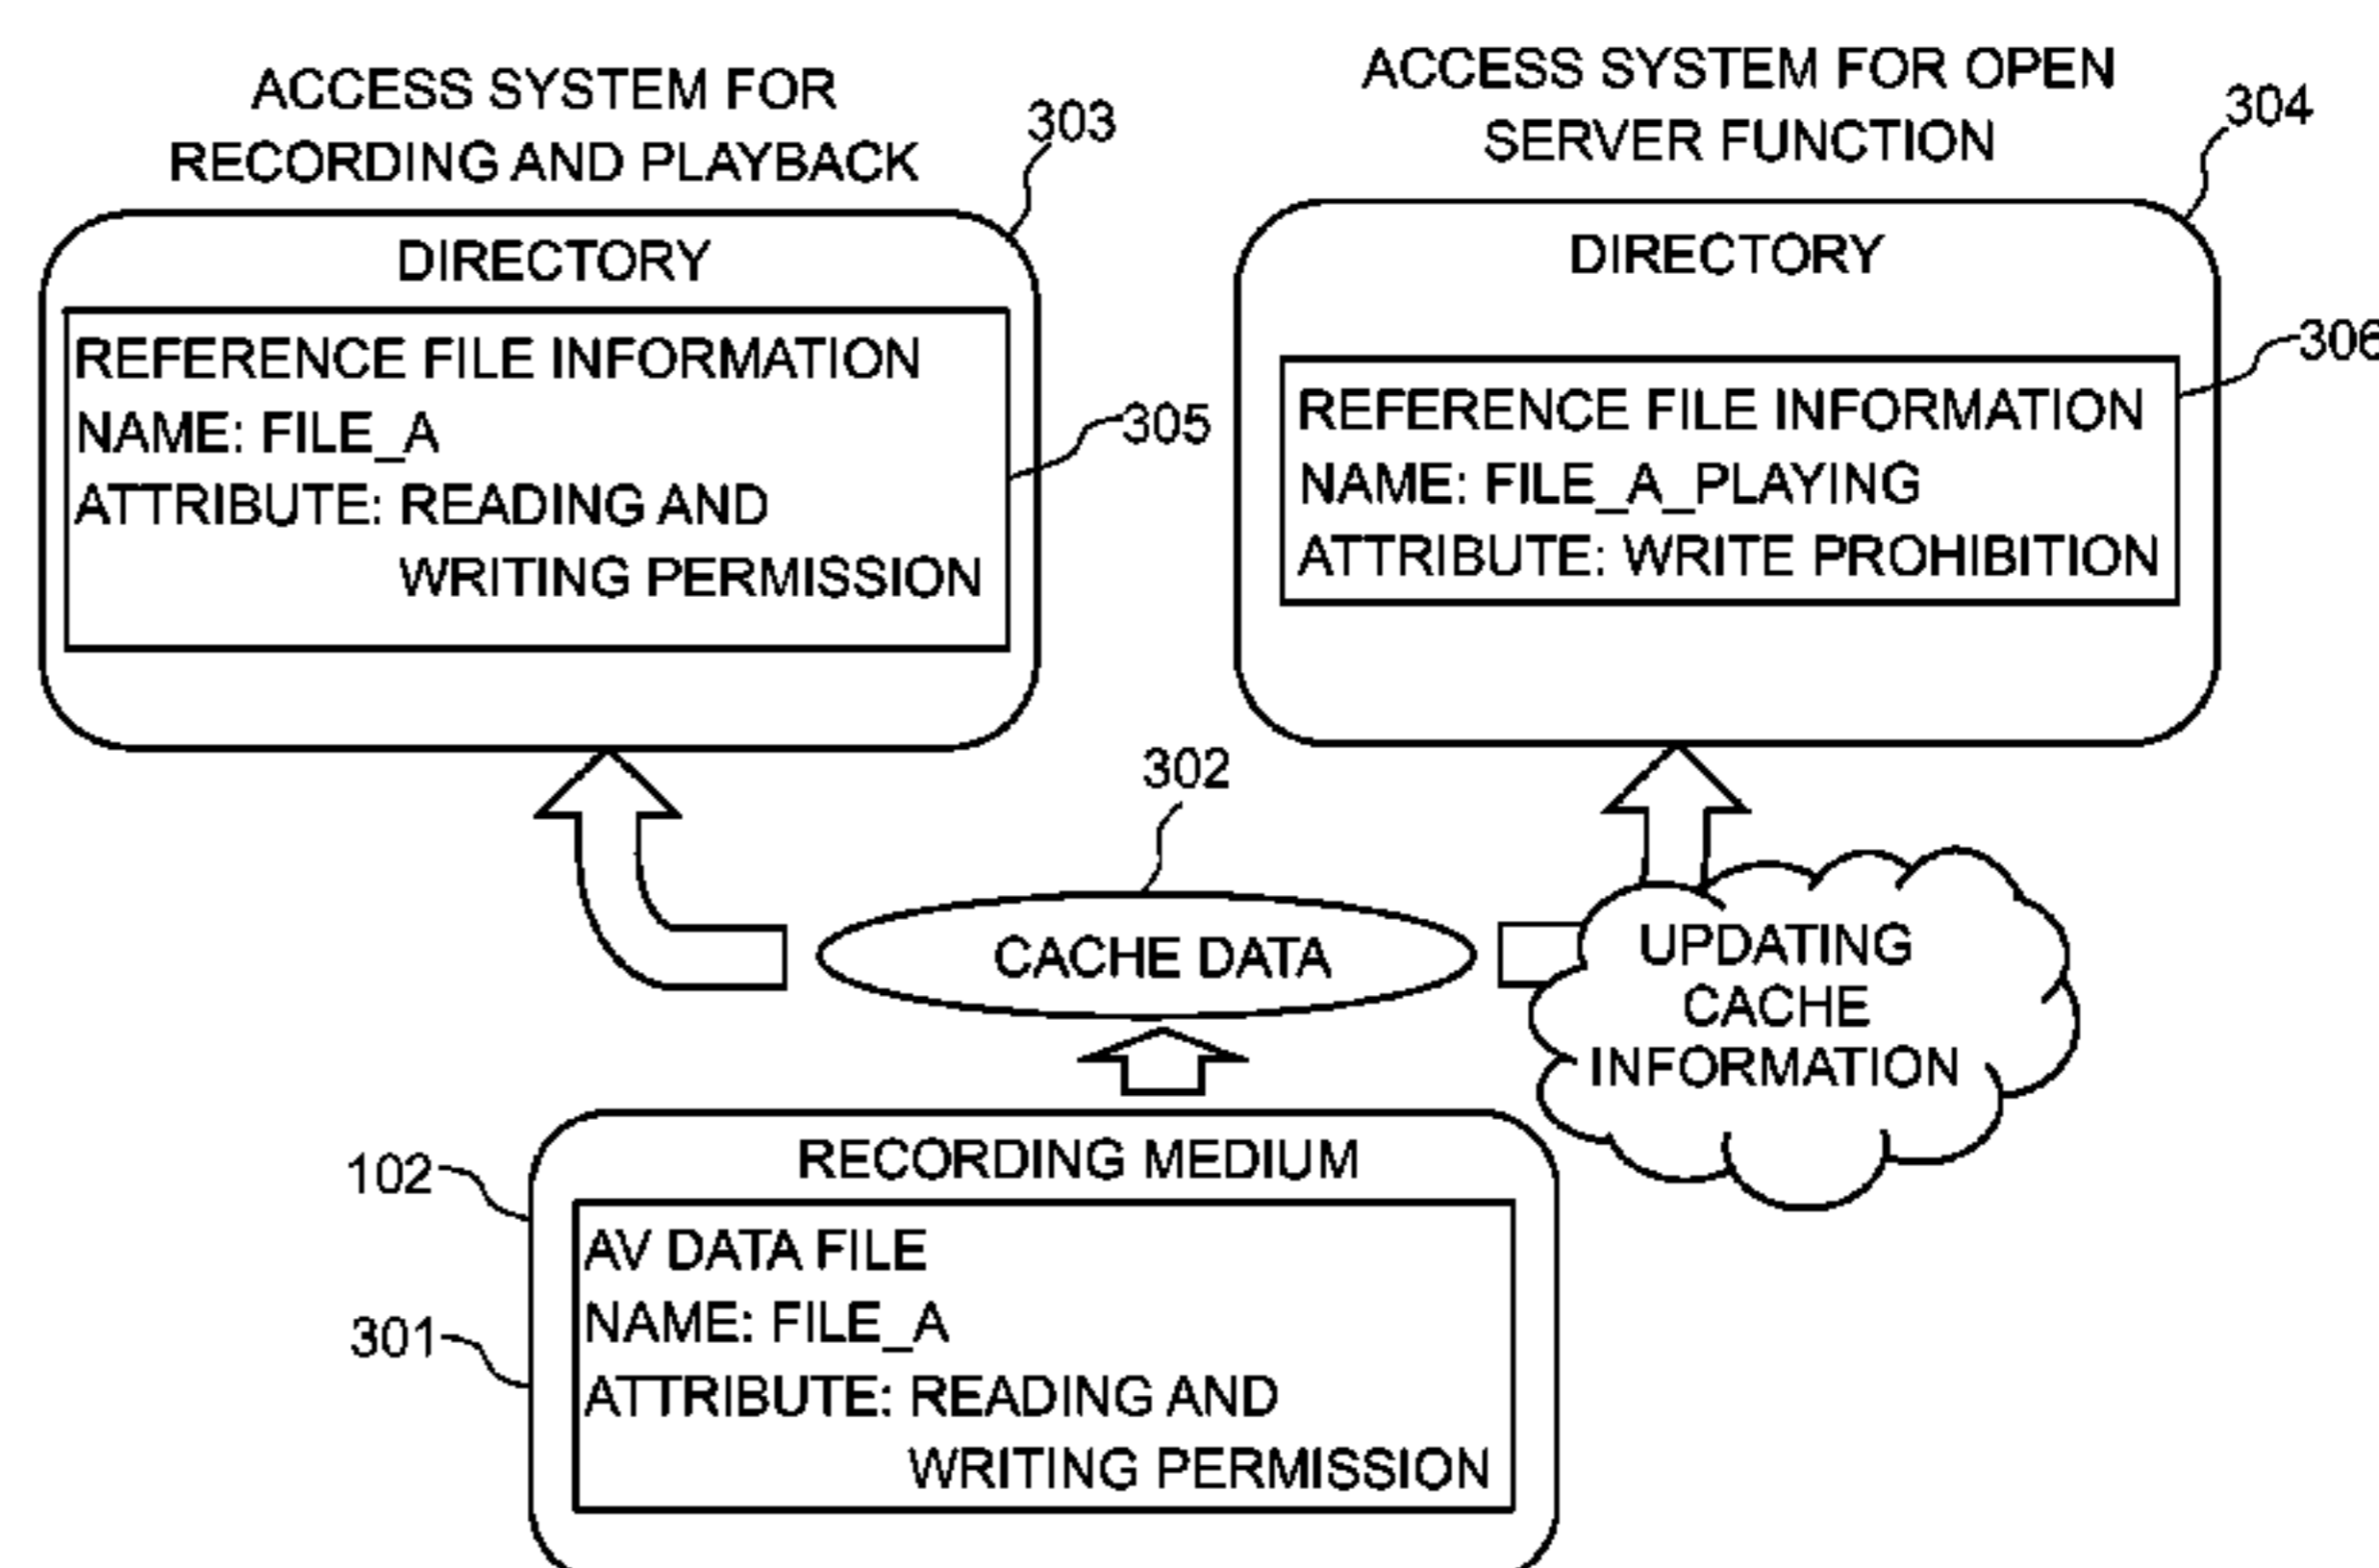 ACCESS SYSTEM FOR
RECORDING AND PLAYBACK
303
DIRECTORY
REFERENCE FILE INFORMATION
NAME: FILE_A
ATTRIBUTE: READING AND
WRITING PERMISSION
305
ACCESS SYSTEM FOR OPEN
SERVER FUNCTION
304
DIRECTORY
306
REFERENCE FILE INFORMATION
NAME: FILE_A_PLAYING
ATTRIBUTE: WRITE PROHIBITION
302
CACHE DATA
UPDATING
CACHE
INFORMATION
102
RECORDING MEDIUM
301
AV DATA FILE
NAME: FILE_A
ATTRIBUTE: READING AND
WRITING PERMISSION